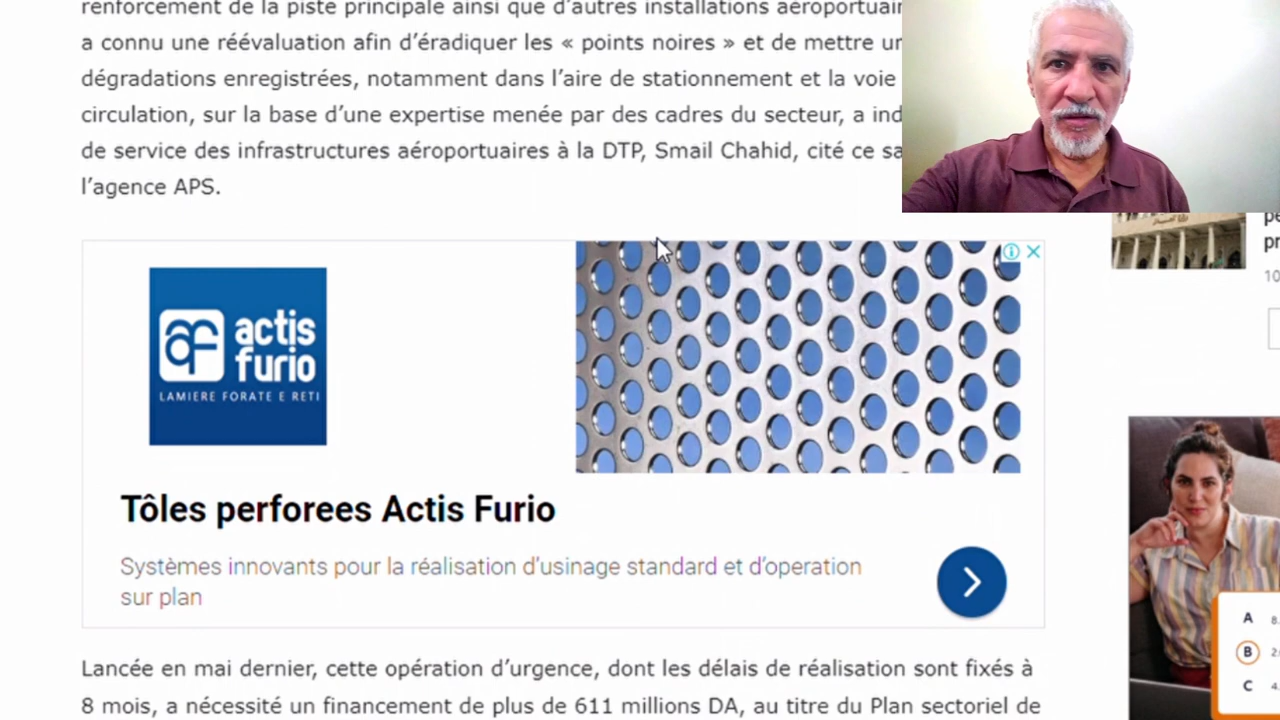 renforcement de la piste principale ainsi que d'autres installations
a connu une réévaluation afin d'éradiquer les « points noires » et de mettre
dégradations enregistrées, notamment dans l'aire de stationnement et la voie
circulation, sur la base d'une expertise menée par des cadres du secteur, a
de service des infrastructures aéroportuaires à la DTP, Smail Chahid, cité ce
l'agence APS.
actis
furio
LAMIERE FORATE E RETI
Tôles perforees Actis Furio
Systèmes innovants pour la réalisation d'usinage standard et d'operation
sur plan
Lancée en mai dernier, cette opération d'urgence, dont les délais de réalisation sont fixés à
8 mois, a nécessité un financement de plus de 611 millions DA, au titre du Plan sectoriel de
10
A 8.
B 2.
C 4.